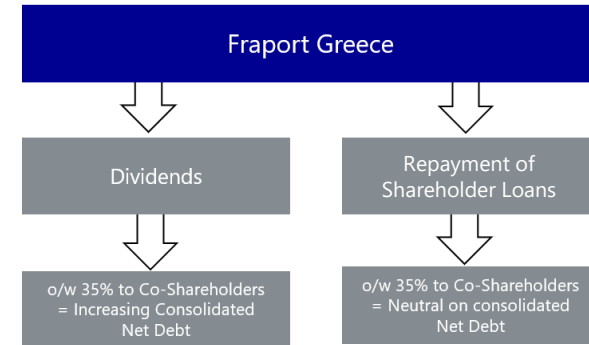 Fraport Greece
Dividends
Repayment of
Shareholder Loans
o/w 35% to Co-Shareholders
= Increasing Consolidated
Net Debt
o/w 35% to Co-Shareholders
= Neutral on consolidated
Net Debt